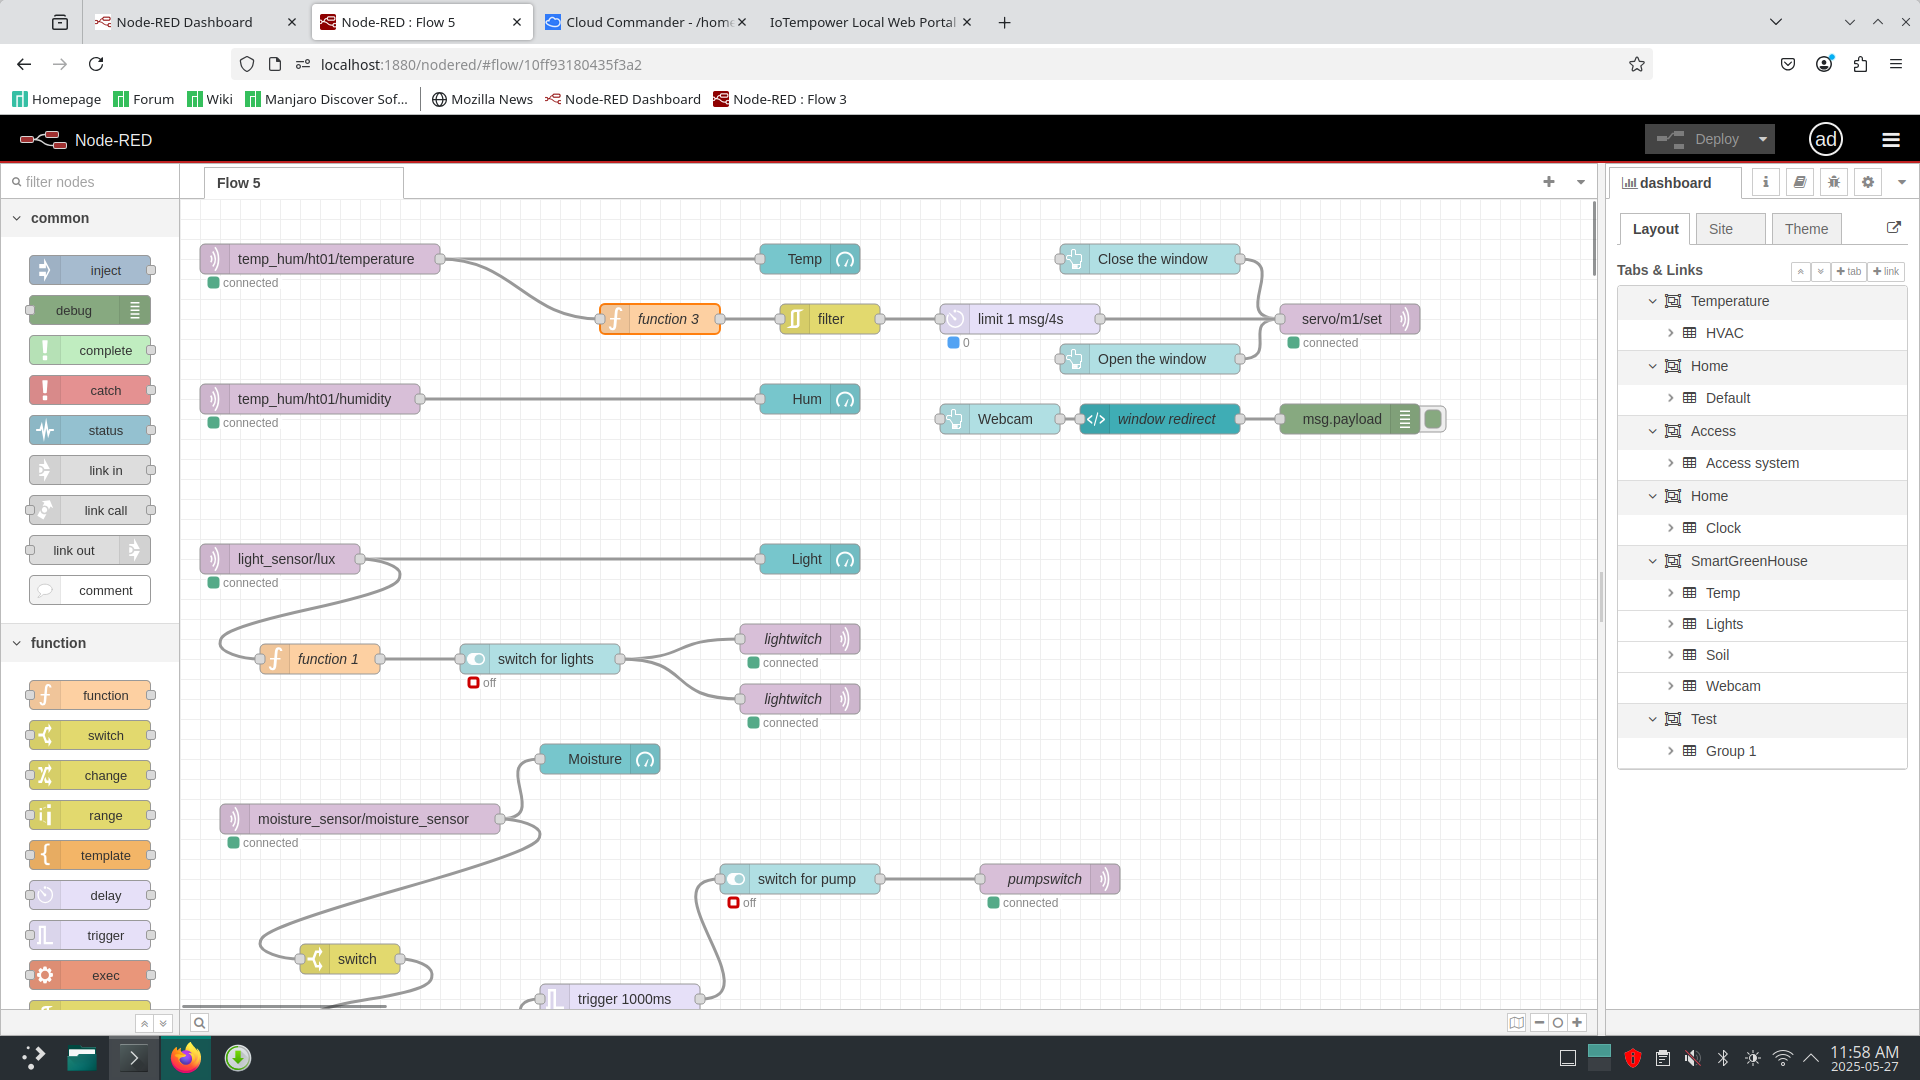 Node-RED Dashboard
Node-RED : Flow 5
Cloud Commander - /home
IoTempower Local Web Portal
localhost:1880/nodered/#flow/10ff93180435f3a2
Homepage
Forum
Wiki
Manjaro Discover Sof...
Mozilla News
Node-RED Dashboard
Node-RED : Flow 3
Node-RED
Deploy
ad
filter nodes
common
inject
debug
complete
catch
status
link in
link call
link out
comment
function
function
switch
change
range
template
delay
trigger
exec
Flow 5
temp_hum/ht01/temperature
connected
Temp
Close the window
function 3
filter
limit 1 msg/4s
0
servo/m1/set
connected
Open the window
temp_hum/ht01/humidity
connected
Hum
Webcam
window redirect
msg.payload
light_sensor/lux
connected
Light
function 1
switch for lights
off
lightwitch
connected
lightwitch
connected
Moisture
moisture_sensor/moisture_sensor
connected
switch for pump
off
pumpswitch
connected
switch
trigger 1000ms
dashboard
Layout
Site
Theme
Tabs & Links
tab
link
Temperature
HVAC
Home
Default
Access
Access system
Home
Clock
SmartGreenHouse
Temp
Lights
Soil
Webcam
Test
Group 1
11:58 AM
2025-05-27